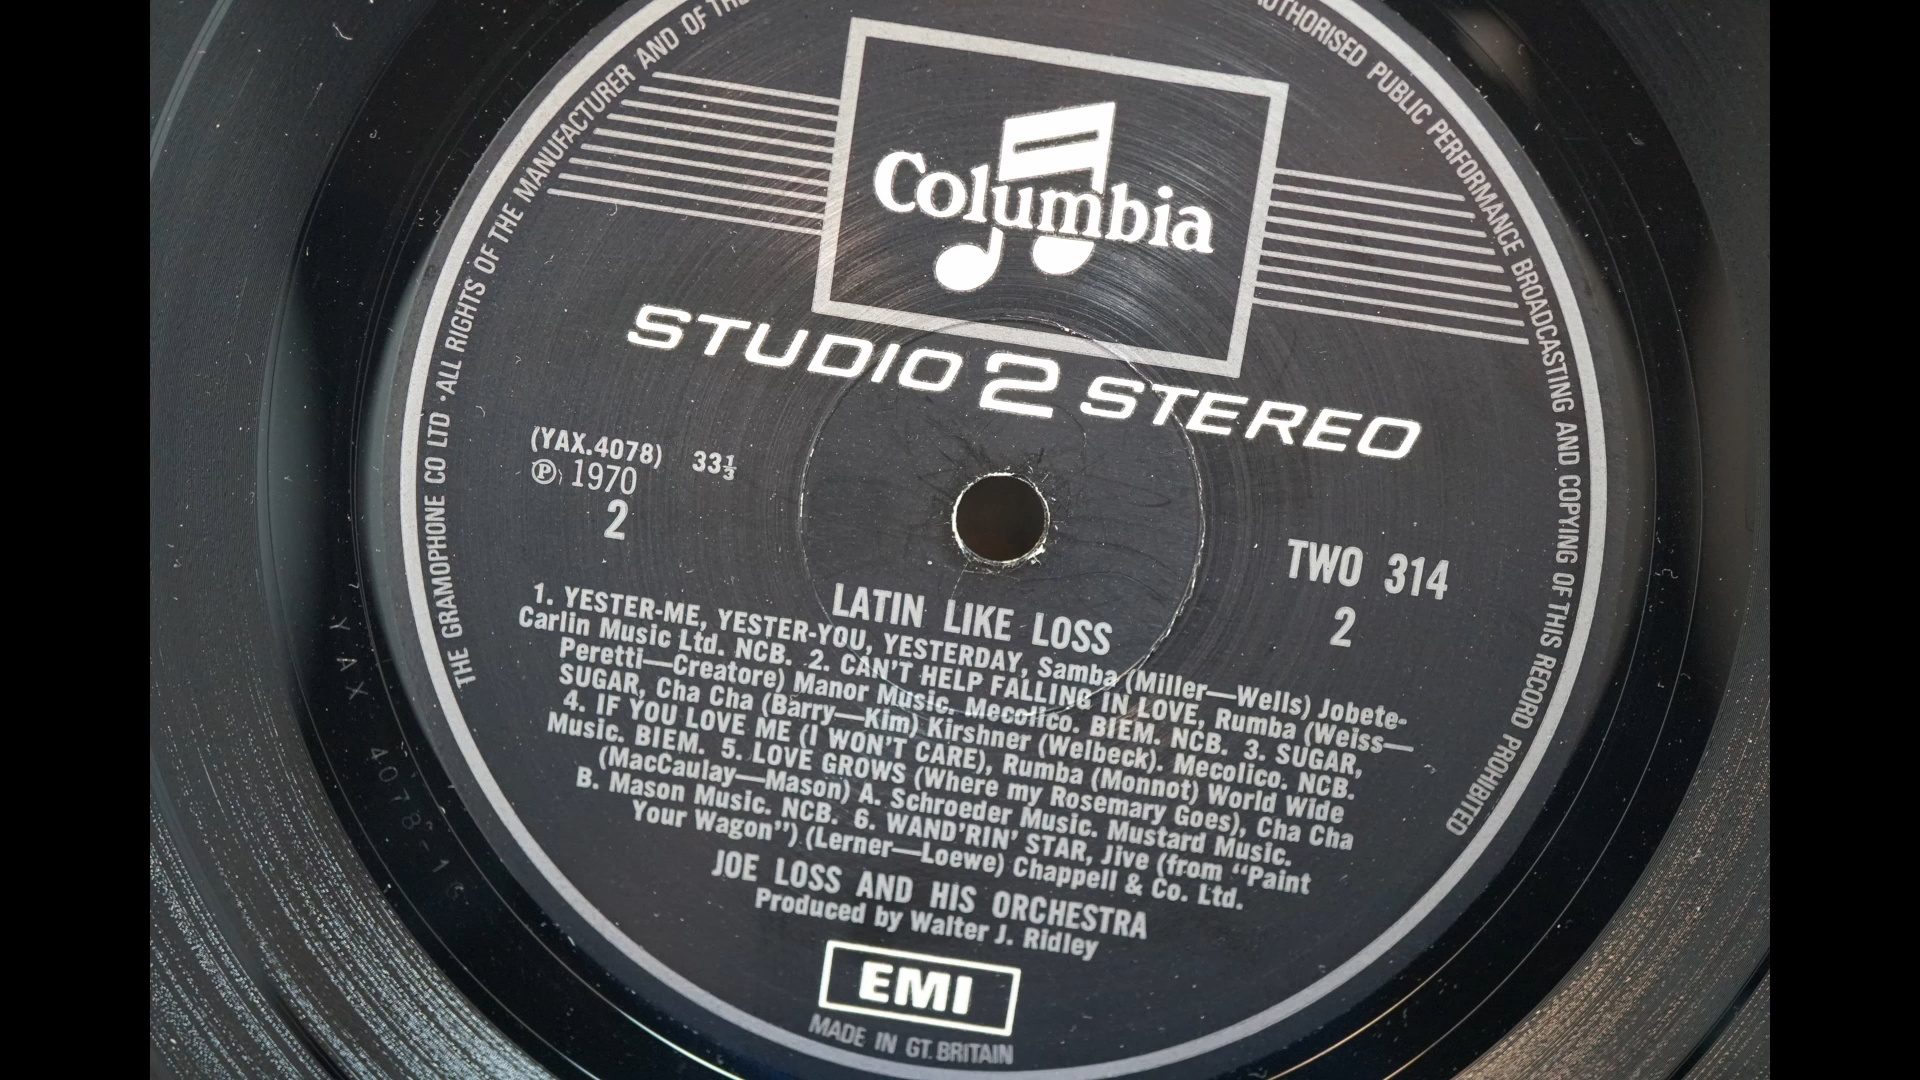 THE GRAMOPHONE CO LTD · ALL RIGHTS OF THE MANUFACTURER AND OF THE
AUTHORISED PUBLIC PERFORMANCE BROADCASTING AND COPYING OF THIS RECORD PROHIBITED
Columbia
STUDIO 2 STEREO
(YAX.4078) 33⅓
℗ 1970
2
TWO 314
2
LATIN LIKE LOSS
1. YESTER-ME, YESTER-YOU, YESTERDAY, Samba (Miller—Wells) Jobete-
Carlin Music Ltd. NCB. 2. CAN'T HELP FALLING IN LOVE, Rumba (Weiss—
Peretti—Creatore) Manor Music. Mecolico. BIEM. NCB. 3. SUGAR,
SUGAR, Cha Cha (Barry—Kim) Kirshner (Welbeck). Mecolico. NCB.
4. IF YOU LOVE ME (I WON'T CARE), Rumba (Monnot) World Wide
Music. BIEM. 5. LOVE GROWS (Where my Rosemary Goes), Cha Cha
(MacCaulay—Mason) A. Schroeder Music. Mustard Music.
B. Mason Music. NCB. 6. WAND'RIN' STAR, Jive (from "Paint
Your Wagon") (Lerner—Loewe) Chappell & Co. Ltd.
JOE LOSS AND HIS ORCHESTRA
Produced by Walter J. Ridley
EMI
MADE IN GT. BRITAIN
YAX 4078-1